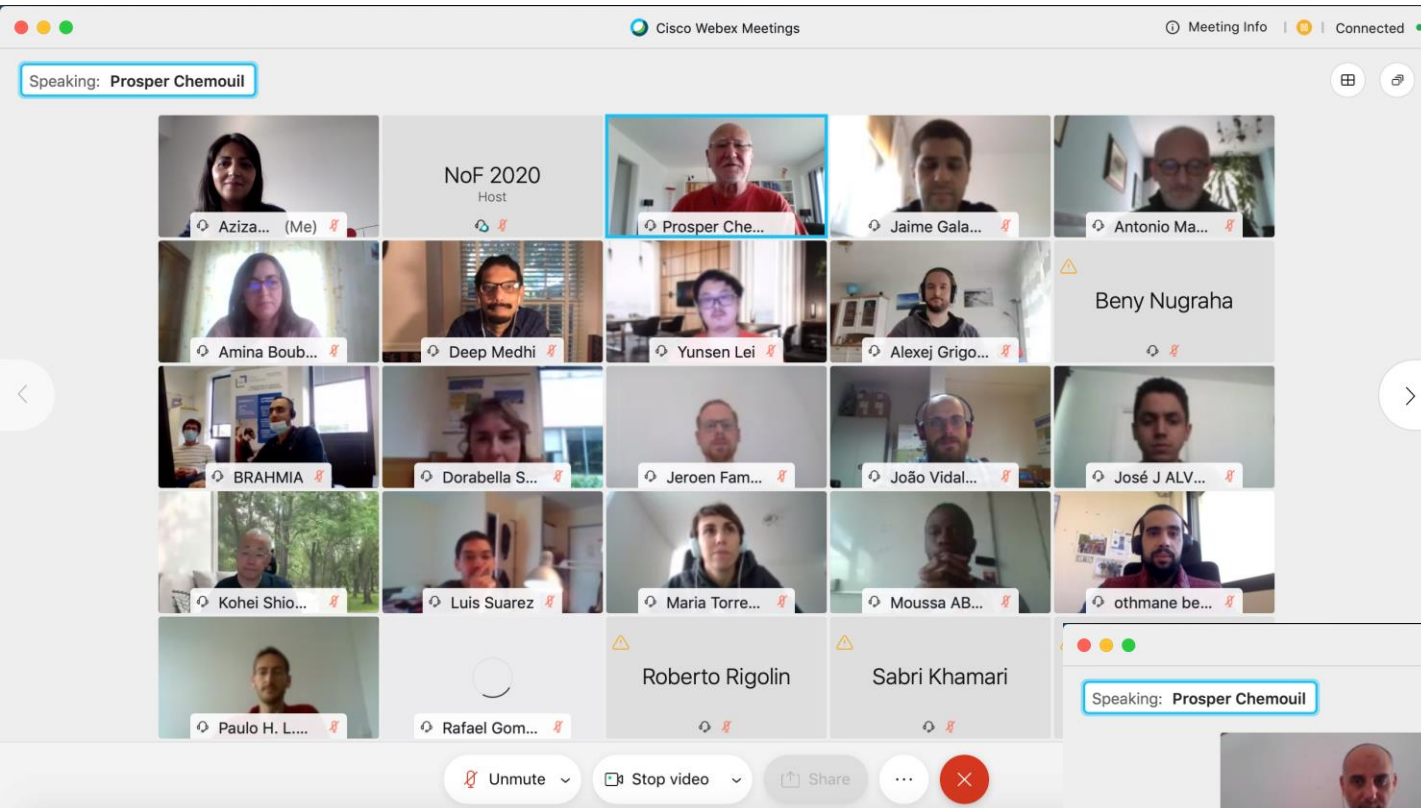 Cisco Webex Meetings
Meeting Info
Connected
Speaking: Prosper Chemouil
Aziza... (Me)
NoF 2020
Host
Prosper Che...
Jaime Gala...
Antonio Ma...
Amina Boub...
Deep Medhi
Yunsen Lei
Alexej Grigo...
Beny Nugraha
BRAHMIA
Dorabella S...
Jeroen Fam...
João Vidal...
José J ALV...
Kohei Shio...
Luis Suarez
Maria Torre...
Moussa AB...
othmane be...
Paulo H. L....
Rafael Gom...
Roberto Rigolin
Sabri Khamari
Speaking: Prosper Chemouil
Unmute
Stop video
Share